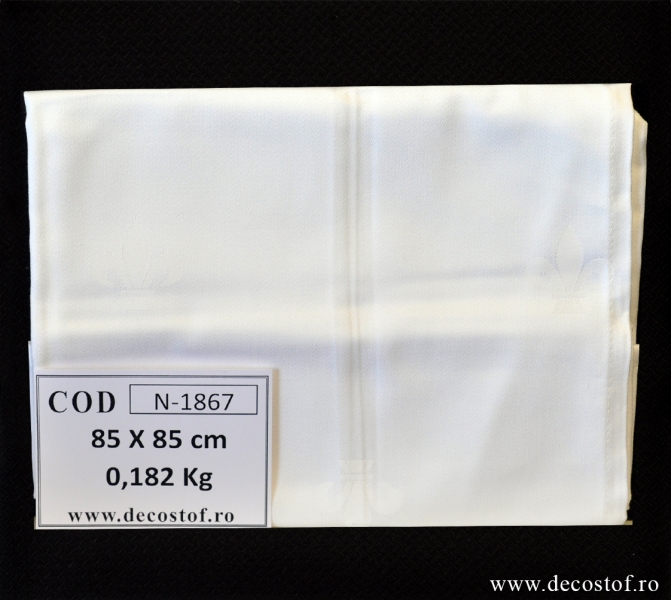 COD N-1867
85 X 85 cm
0,182 Kg
www.decostof.ro
www.decostof.ro